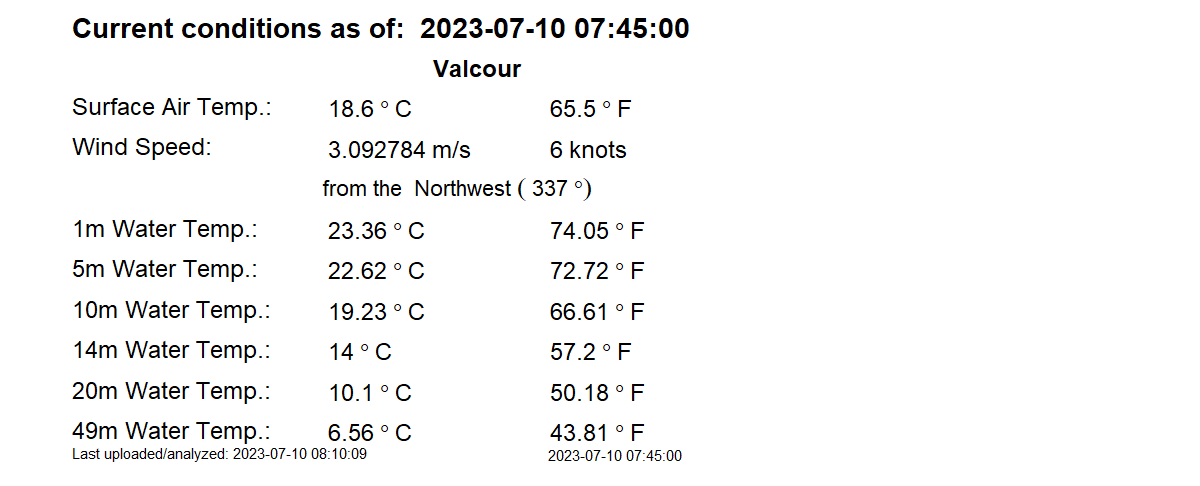 Current conditions as of: 2023-07-10 07:45:00
Valcour
Surface Air Temp.: 18.6 ° C 65.5 ° F
Wind Speed: 3.092784 m/s 6 knots
from the Northwest ( 337 °)
1m Water Temp.: 23.36 ° C 74.05 ° F
5m Water Temp.: 22.62 ° C 72.72 ° F
10m Water Temp.: 19.23 ° C 66.61 ° F
14m Water Temp.: 14 ° C 57.2 ° F
20m Water Temp.: 10.1 ° C 50.18 ° F
49m Water Temp.: 6.56 ° C 43.81 ° F
Last uploaded/analyzed: 2023-07-10 08:10:09 2023-07-10 07:45:00